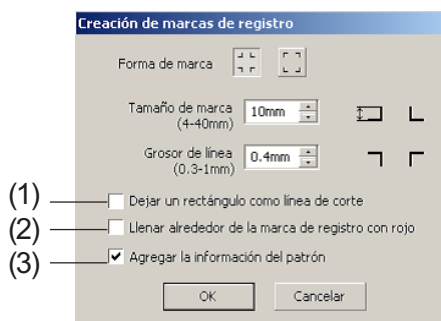 Creación de marcas de registro
Forma de marca
Tamaño de marca 10mm
(4-40mm)
Grosor de línea 0.4mm
(0.3-1mm)
(1) Dejar un rectángulo como línea de corte
(2) Llenar alrededor de la marca de registro con rojo
(3) Agregar la información del patrón
OK Cancelar